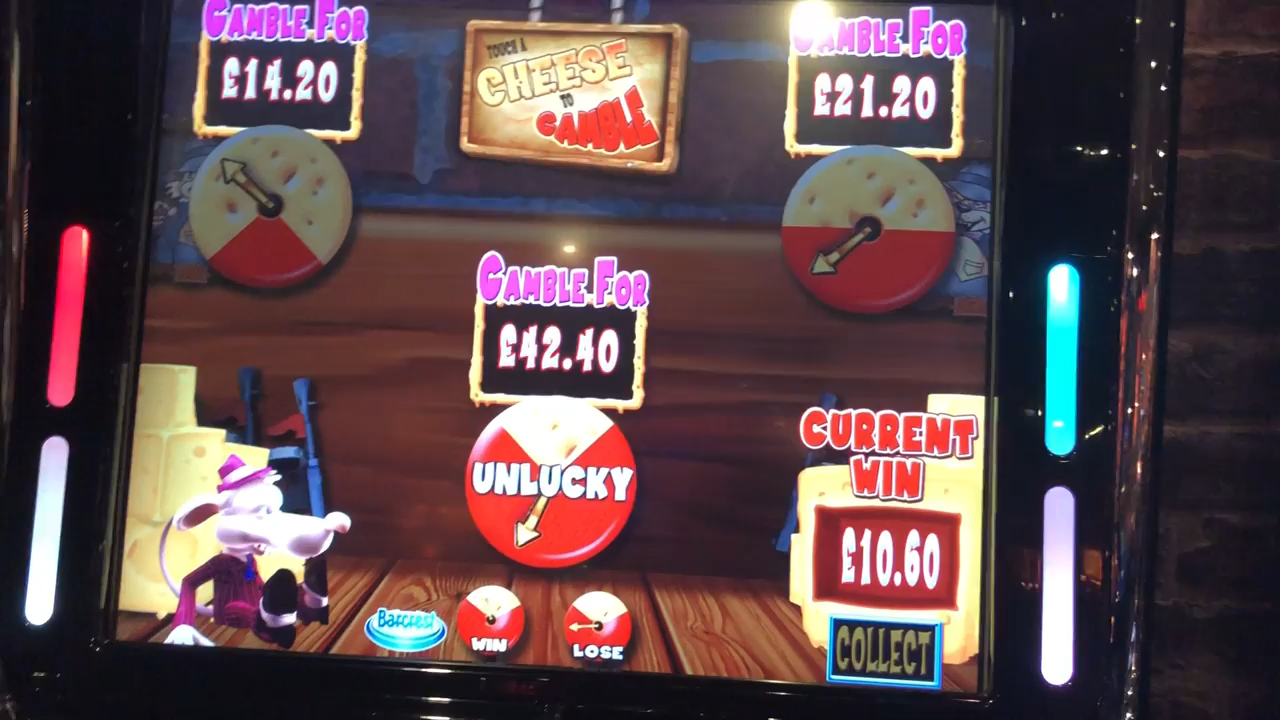 GAMBLE FOR
£14.20
TOUCH A
CHEESE
TO
GAMBLE
GAMBLE FOR
£21.20
GAMBLE FOR
£42.40
UNLUCKY
CURRENT
WIN
£10.60
COLLECT
Barcrest
WIN
LOSE